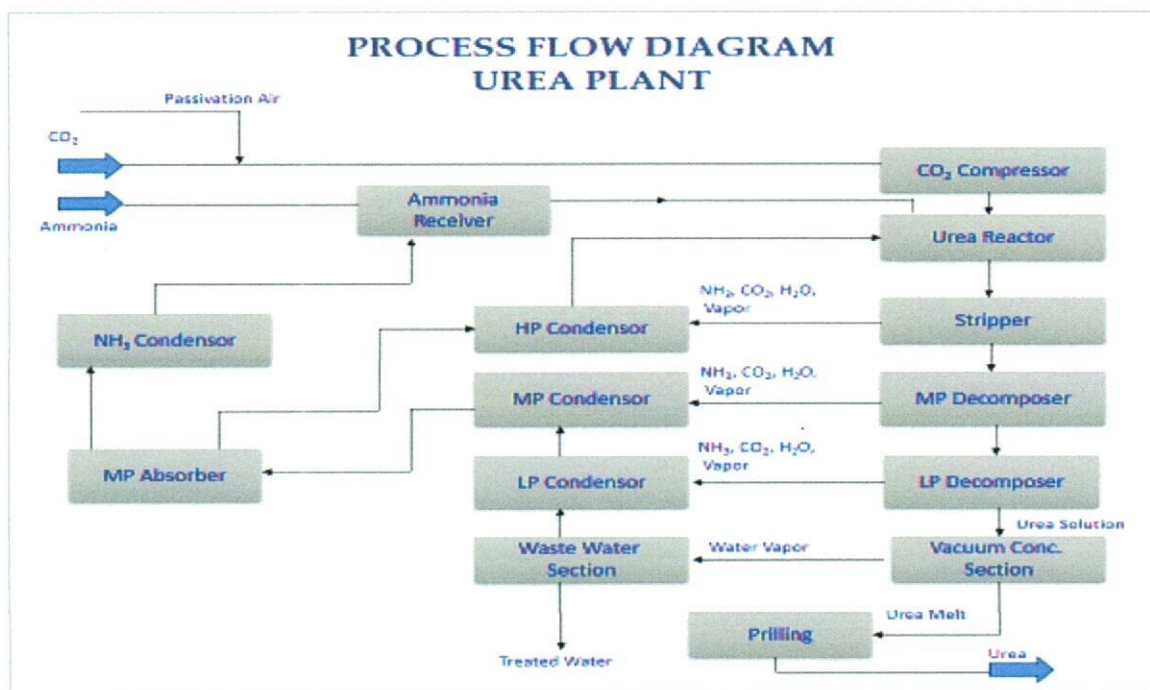 PROCESS FLOW DIAGRAM
UREA PLANT
Passivation Air
CO₂
CO₂ Compressor
Ammonia
Receiver
Ammonia
Urea Reactor
NH₃, CO₂, H₂O,
Vapor
NH₃ Condensor
HP Condensor
Stripper
NH₃, CO₂, H₂O,
Vapor
MP Condensor
MP Decomposer
NH₃, CO₂, H₂O,
Vapor
MP Absorber
LP Condensor
LP Decomposer
Urea Solution
Waste Water
Section
Water Vapor
Vacuum Conc.
Section
Urea Melt
Prilling
Treated Water
Urea